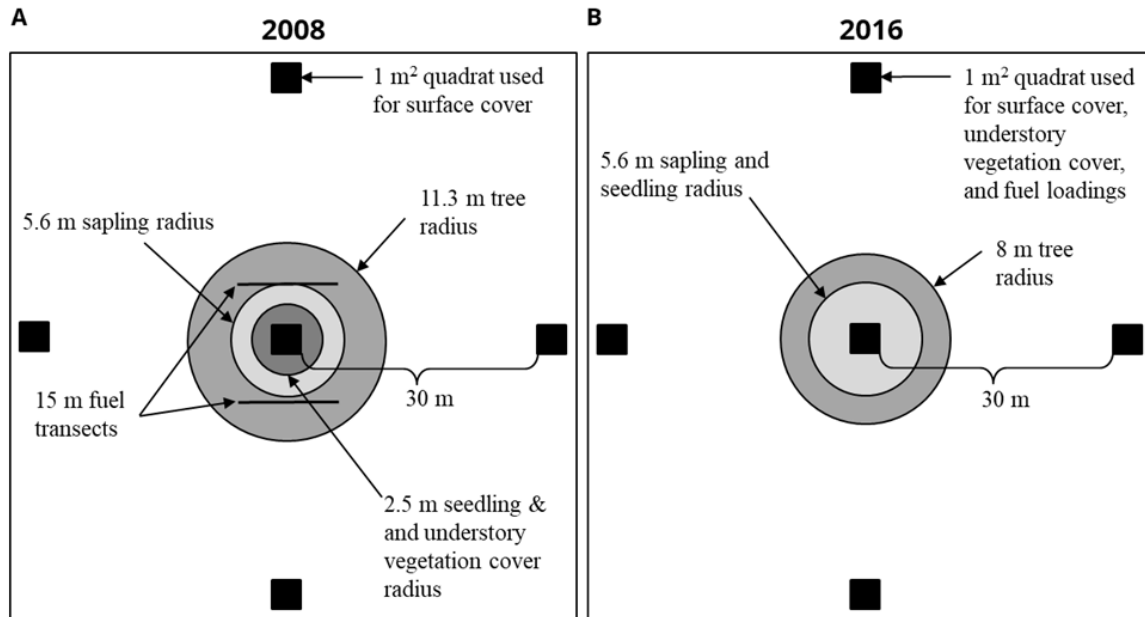 A
2008
1 m² quadrat used
for surface cover
11.3 m tree
radius
5.6 m sapling radius
15 m fuel
transects
30 m
2.5 m seedling &
and understory
vegetation cover
radius
B
2016
1 m² quadrat used
for surface cover,
understory
vegetation cover,
and fuel loadings
5.6 m sapling and
seedling radius
8 m tree
radius
30 m